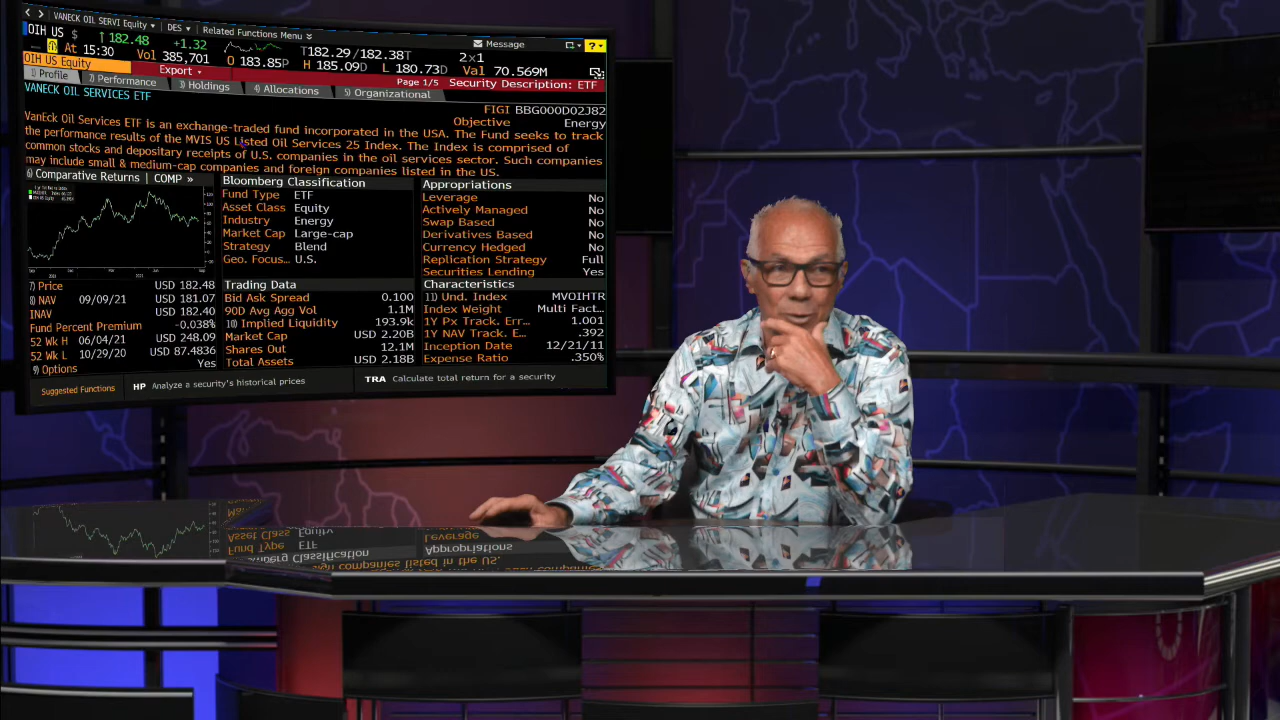 VANECK OIL SERVI Equity DES Related Functions Menu
OIH US $ ↑182.48 +1.32 T182.29/182.38T 2x1 Message
At 15:30 Vol 385,701 O 183.85P H 185.09D L 180.73D Val 70.569M
OIH US Equity Export Page 1/5 Security Description: ETF
1) Profile 2) Performance 3) Holdings 4) Allocations 5) Organizational
VANECK OIL SERVICES ETF
FIGI BBG000D02J82
Objective Energy
VanEck Oil Services ETF is an exchange-traded fund incorporated in the USA. The Fund seeks to track
the performance results of the MVIS US Listed Oil Services 25 Index. The Index is comprised of
common stocks and depositary receipts of U.S. companies in the oil services sector. Such companies
may include small & medium-cap companies and foreign companies listed in the US.
6) Comparative Returns | COMP »
7) Price USD 182.48
8) NAV 09/09/21 USD 181.07
INAV USD 182.40
Fund Percent Premium -0.038%
52 Wk H 06/04/21 USD 248.09
52 Wk L 10/29/20 USD 87.4836
9) Options Yes
Bloomberg Classification
Fund Type ETF
Asset Class Equity
Industry Energy
Market Cap Large-cap
Strategy Blend
Geo. Focus... U.S.
Trading Data
Bid Ask Spread 0.100
90D Avg Agg Vol 1.1M
10) Implied Liquidity 193.9k
Market Cap USD 2.20B
Shares Out 12.1M
Total Assets USD 2.18B
Appropriations
Leverage No
Actively Managed No
Swap Based No
Derivatives Based No
Currency Hedged No
Replication Strategy Full
Securities Lending Yes
Characteristics
11) Und. Index MVOIHTR
Index Weight Multi Fact...
1Y Px Track. Err... 1.001
1Y NAV Track. E... .392
Inception Date 12/21/11
Expense Ratio .350%
Suggested Functions HP Analyze a security's historical prices TRA Calculate total return for a security